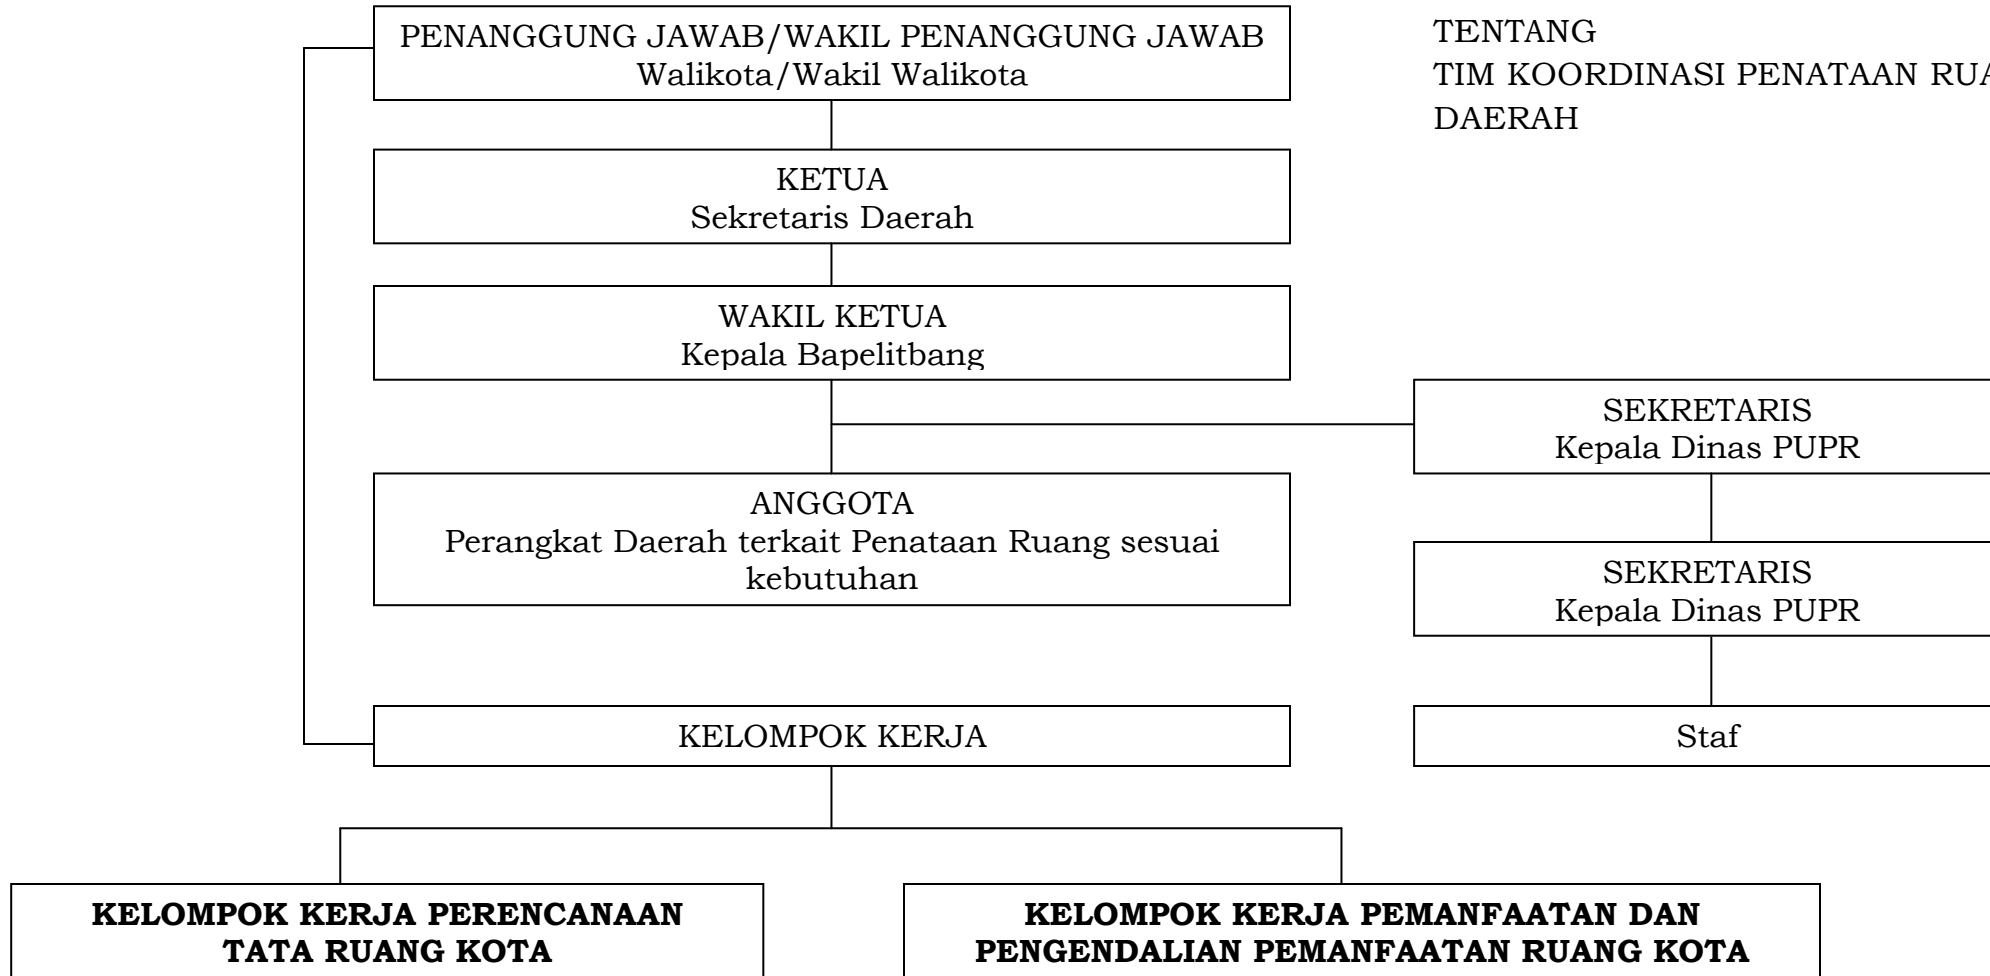 PENANGGUNG JAWAB/WAKIL PENANGGUNG JAWAB
Walikota/Wakil Walikota
TENTANG
TIM KOORDINASI PENATAAN
DAERAH
KETUA
Sekretaris Daerah
WAKIL KETUA
Kepala Bapelitbang
SEKRETARIS
Kepala Dinas PUPR
ANGGOTA
Perangkat Daerah terkait Penataan Ruang sesuai
kebutuhan
SEKRETARIS
Kepala Dinas PUPR
KELOMPOK KERJA
Staf
KELOMPOK KERJA PERENCANAAN
TATA RUANG KOTA
KELOMPOK KERJA PEMANFAATAN DAN
PENGENDALIAN PEMANFAATAN RUANG KOTA